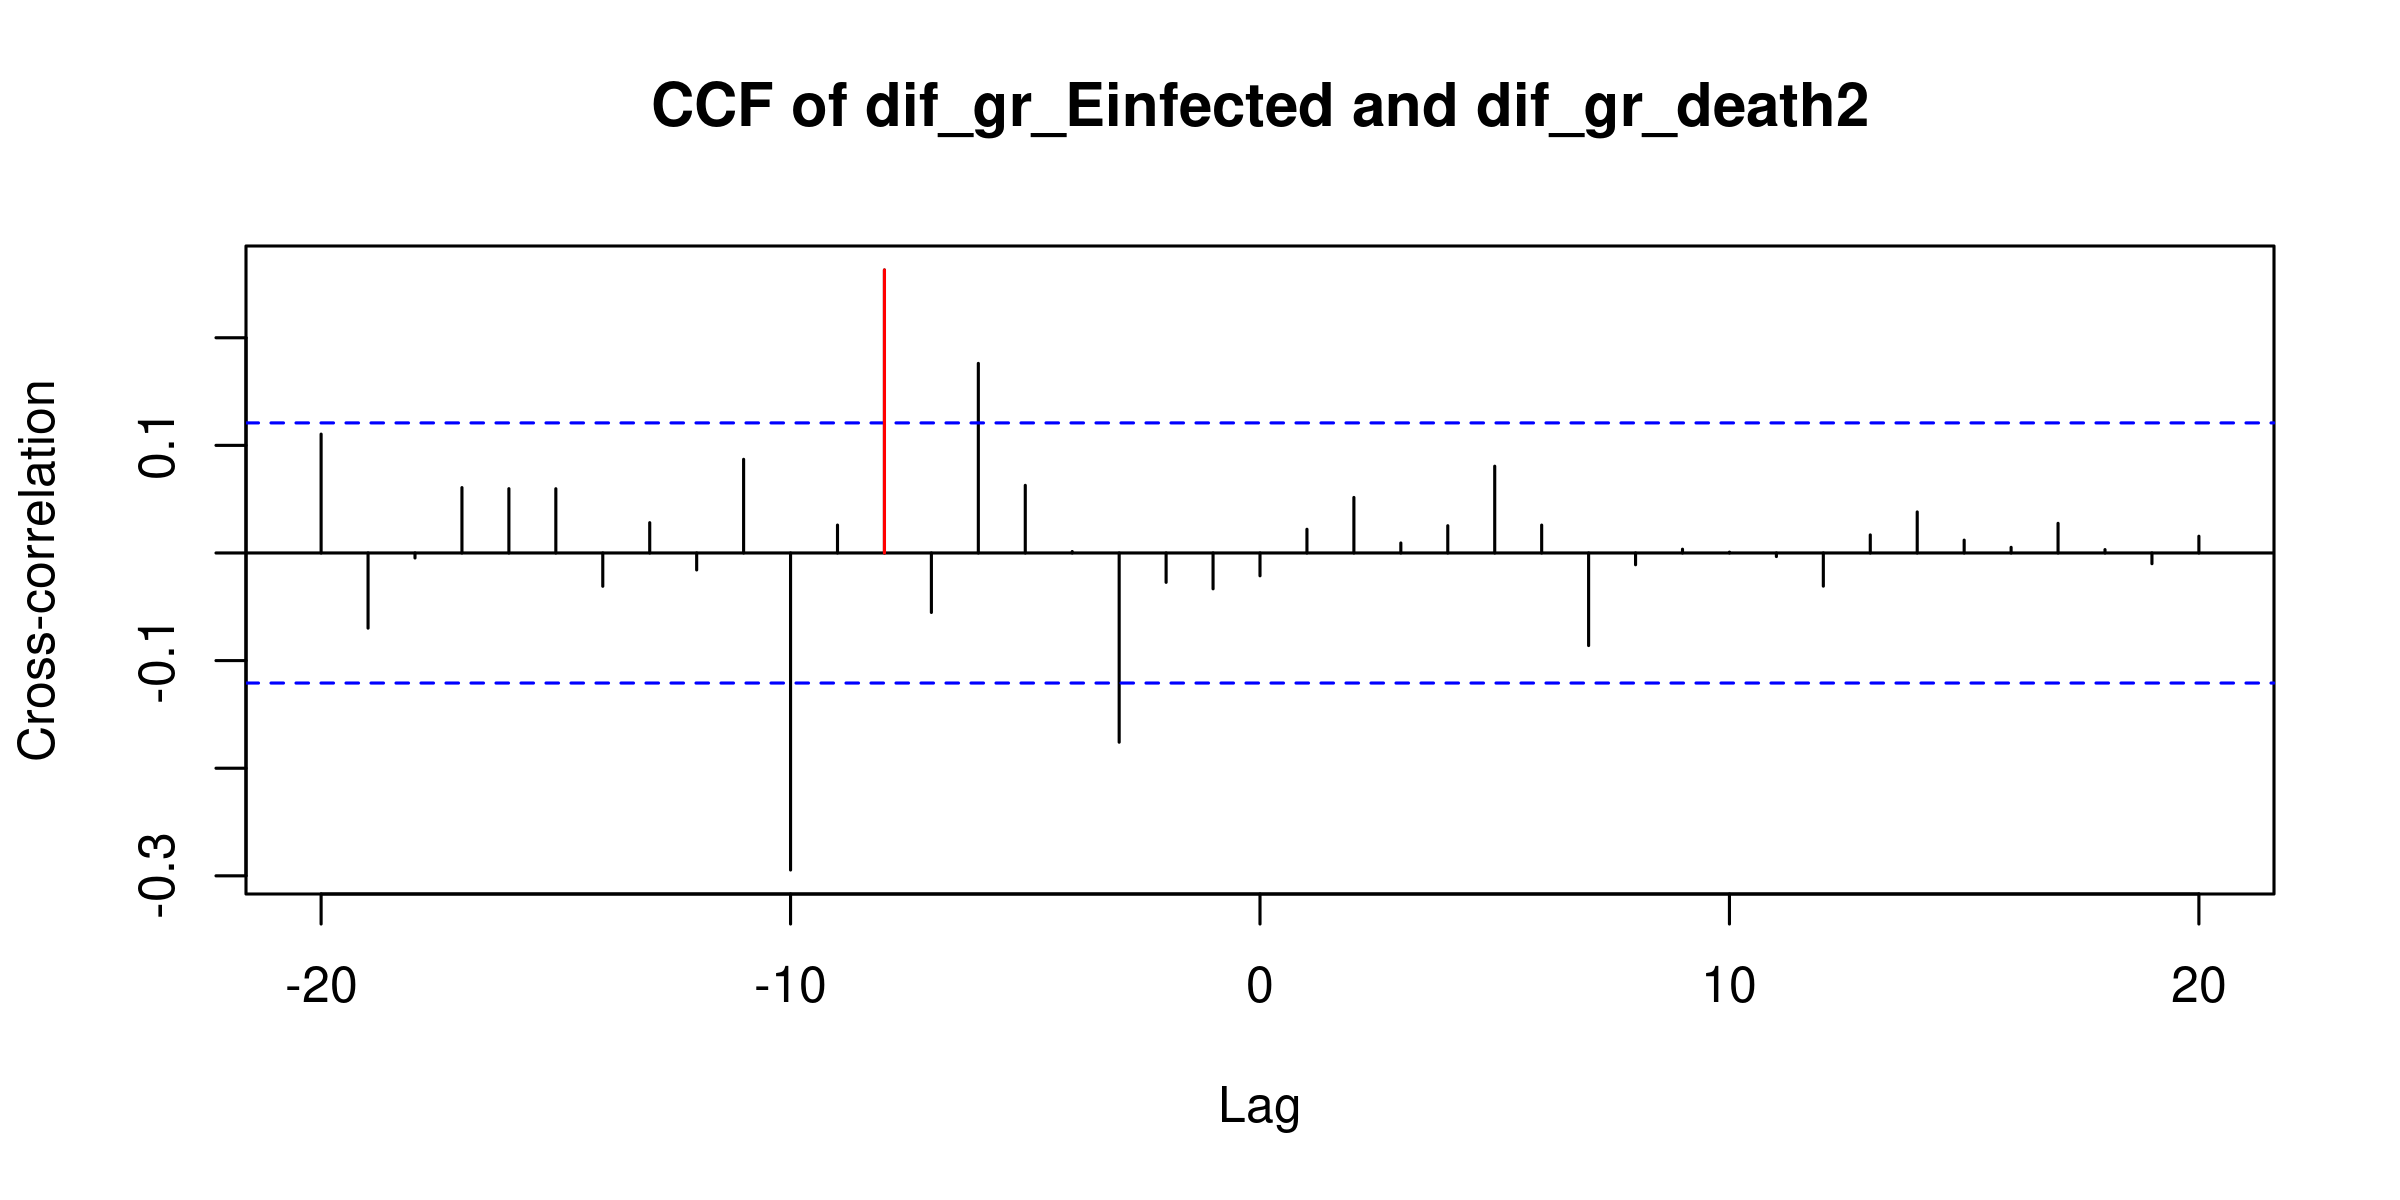 CCF of dif_gr_Einfected and dif_gr_death2
Cross-correlation
0.1
-0.1
-0.3
-20 -10 0 10 20
Lag